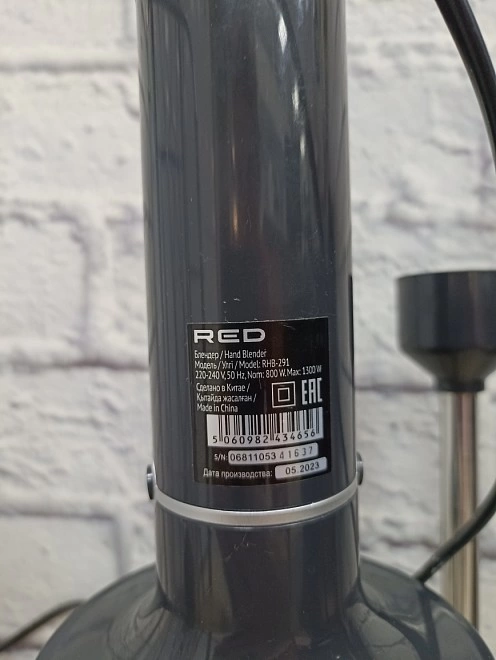 RED
Блендер / Hand Blender
Модель / Үлгі / Model: RHB-291
220-240 V, 50 Hz, Nom: 800 W. Max: 1300 W
Сделано в Китае /
Қытайда жасалған /
Made in China
EAC
5 060982 434656
S/N: 06811053 41637
Дата производства: 05.2023